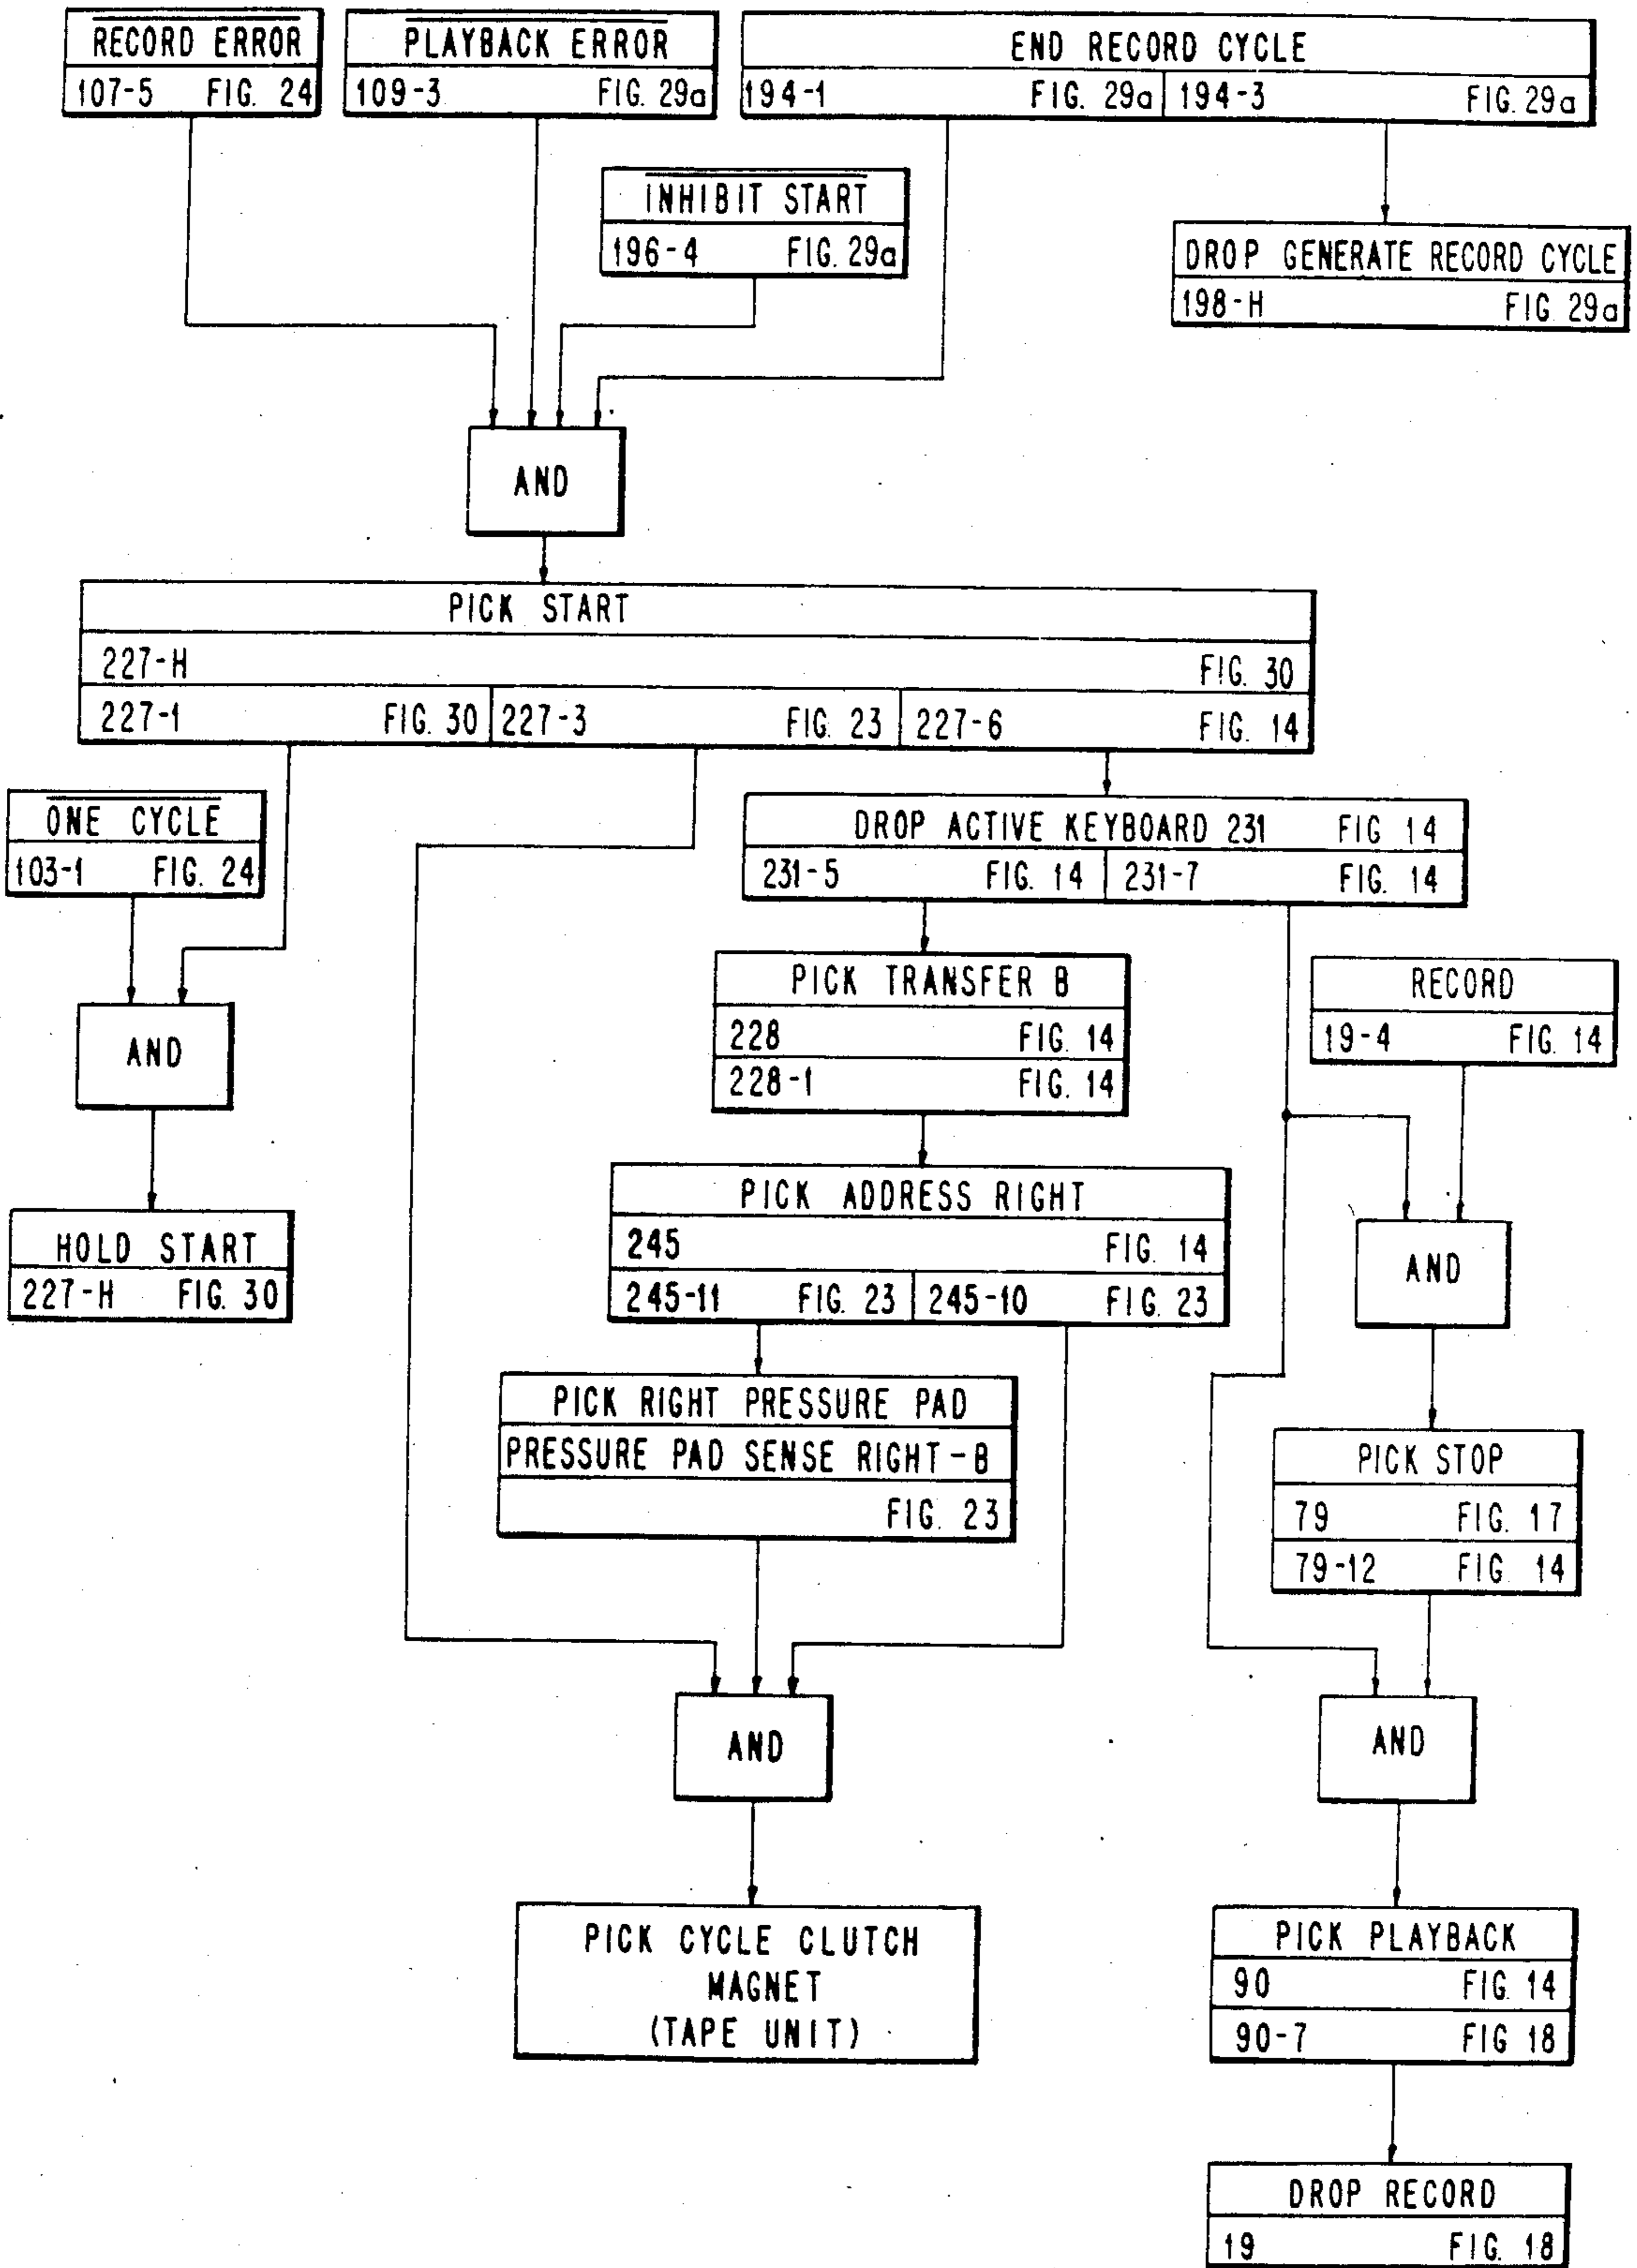 RECORD ERROR
107-5 FIG. 24
PLAYBACK ERROR
109-3 FIG. 29a
END RECORD CYCLE
194-1 FIG. 29a 194-3 FIG. 29a
INHIBIT START
196-4 FIG. 29a
DROP GENERATE RECORD CYCLE
198-H FIG. 29a
AND
PICK START
227-H FIG. 30
227-1 FIG. 30 227-3 FIG. 23 227-6 FIG. 14
ONE CYCLE
103-1 FIG. 24
DROP ACTIVE KEYBOARD 231 FIG 14
231-5 FIG. 14 231-7 FIG. 14
PICK TRANSFER B
228 FIG. 14
228-1 FIG. 14
RECORD
19-4 FIG. 14
AND
PICK ADDRESS RIGHT
245 FIG. 14
245-11 FIG. 23 245-10 FIG. 23
HOLD START
227-H FIG. 30
AND
PICK RIGHT PRESSURE PAD
PRESSURE PAD SENSE RIGHT-B
FIG. 23
PICK STOP
79 FIG. 17
79-12 FIG. 14
AND
AND
PICK CYCLE CLUTCH
MAGNET
(TAPE UNIT)
PICK PLAYBACK
90 FIG. 14
90-7 FIG 18
DROP RECORD
19 FIG. 18